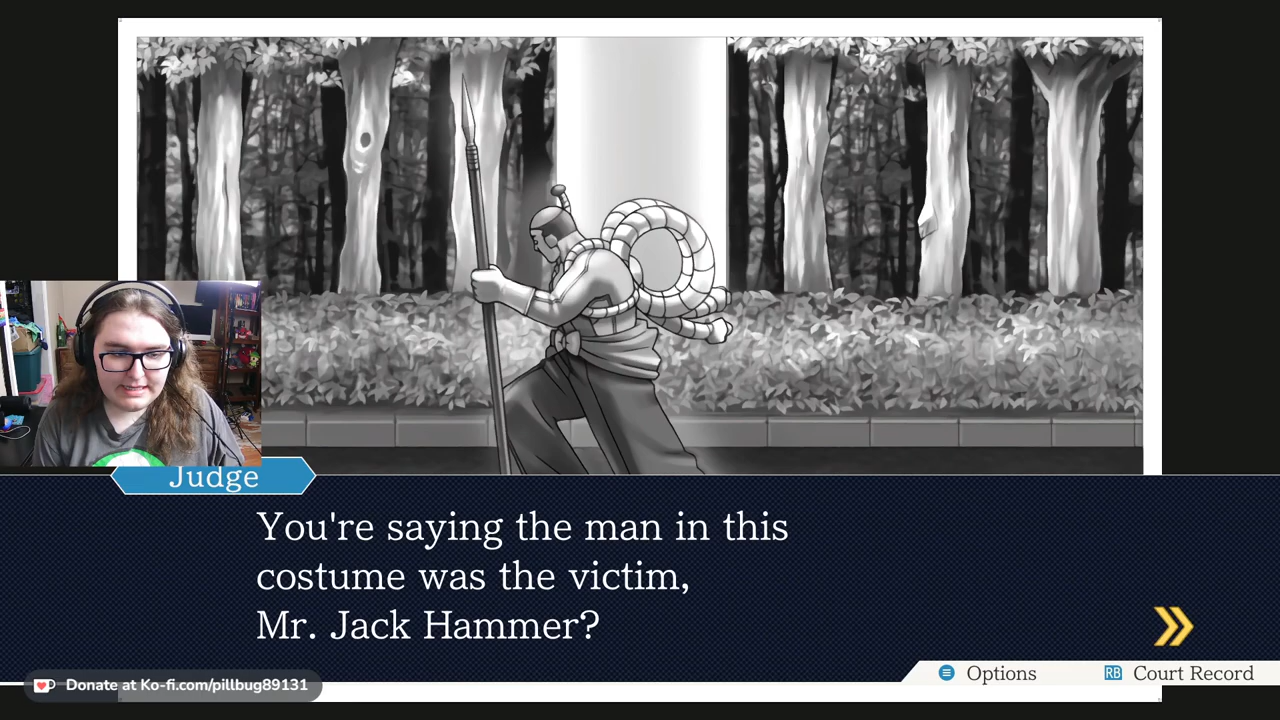 Judge
You're saying the man in this
costume was the victim,
Mr. Jack Hammer?
Options
RB Court Record
Donate at Ko-fi.com/pillbug89131